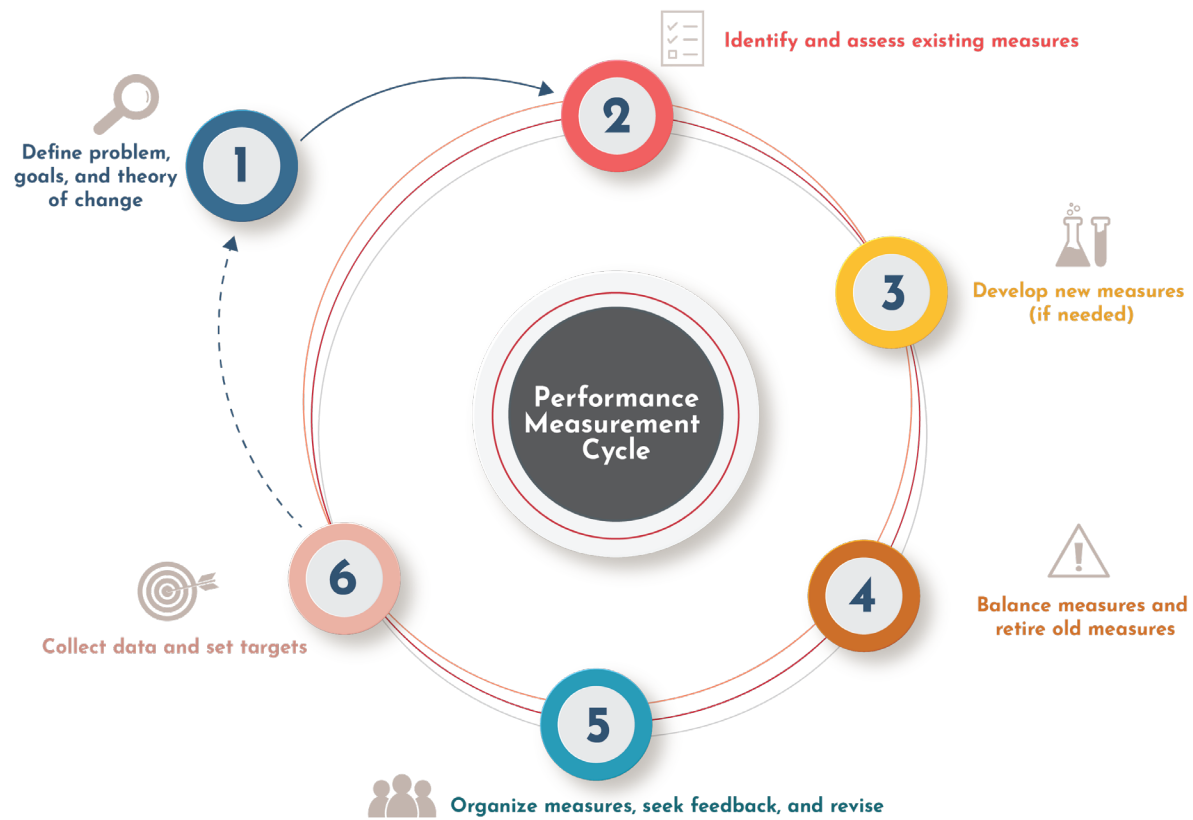 1
Define problem,
goals, and theory
of change
2
Identify and assess existing measures
3
Develop new measures
(if needed)
4
Balance measures and
retire old measures
5
Organize measures, seek feedback, and revise
6
Collect data and set targets
Performance
Measurement
Cycle